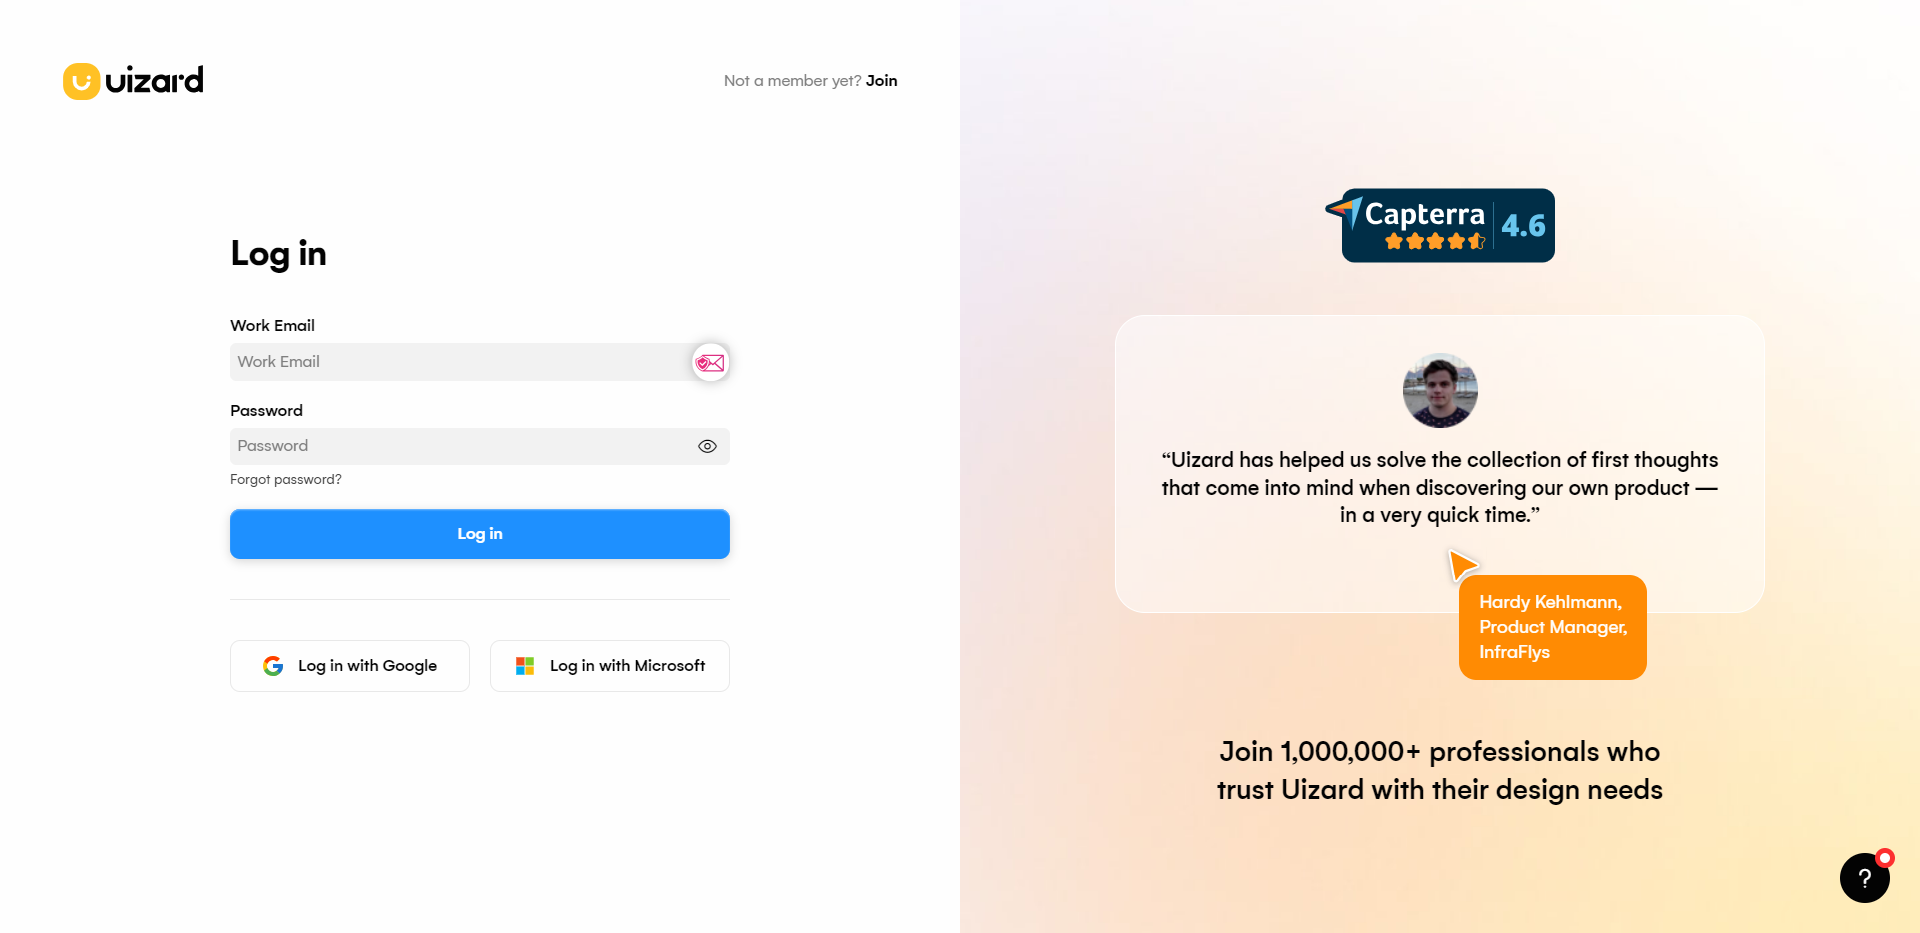 uizard
Not a member yet? Join
Log in
Work Email
Work Email
Password
Password
Forgot password?
Log in
Log in with Google
Log in with Microsoft
Capterra
4.6
“Uizard has helped us solve the collection of first thoughts
that come into mind when discovering our own product —
in a very quick time.”
Hardy Kehlmann,
Product Manager,
InfraFlys
Join 1,000,000+ professionals who
trust Uizard with their design needs
?